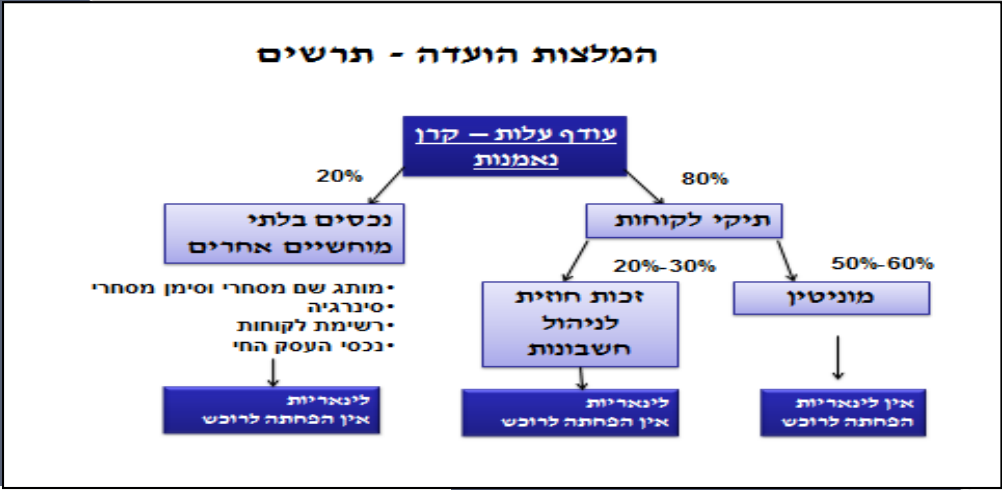 המלצות הועדה - תרשים
עודף עלות – קרן
נאמנות
80%
20%
תיקי לקוחות
נכסים בלתי
מוחשיים אחרים
50%-60%
20%-30%
מוניטין
זכות חוזית
לניהול
חשבונות
•מותג שם מסחרי וסימן מסחרי
•סינרגיה
•רשימת לקוחות
•נכסי העסק החי
אין לינאריות
הפחתה לרוכש
לינאריות
אין הפחתה לרוכש
לינאריות
אין הפחתה לרוכש